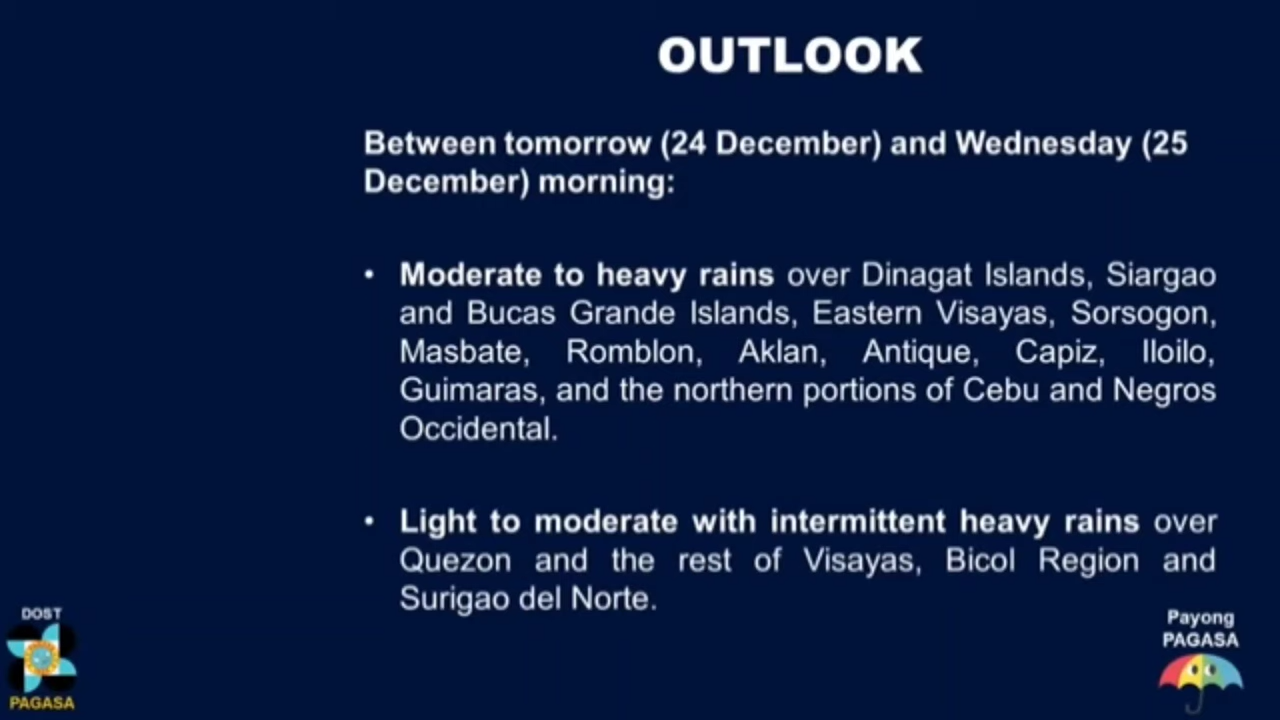 OUTLOOK
Between tomorrow (24 December) and Wednesday (25
December) morning:
• Moderate to heavy rains over Dinagat Islands, Siargao
and Bucas Grande Islands, Eastern Visayas, Sorsogon,
Masbate, Romblon, Aklan, Antique, Capiz, Iloilo,
Guimaras, and the northern portions of Cebu and Negros
Occidental.
• Light to moderate with intermittent heavy rains over
Quezon and the rest of Visayas, Bicol Region and
Surigao del Norte.
DOST
PAGASA
Payong
PAGASA